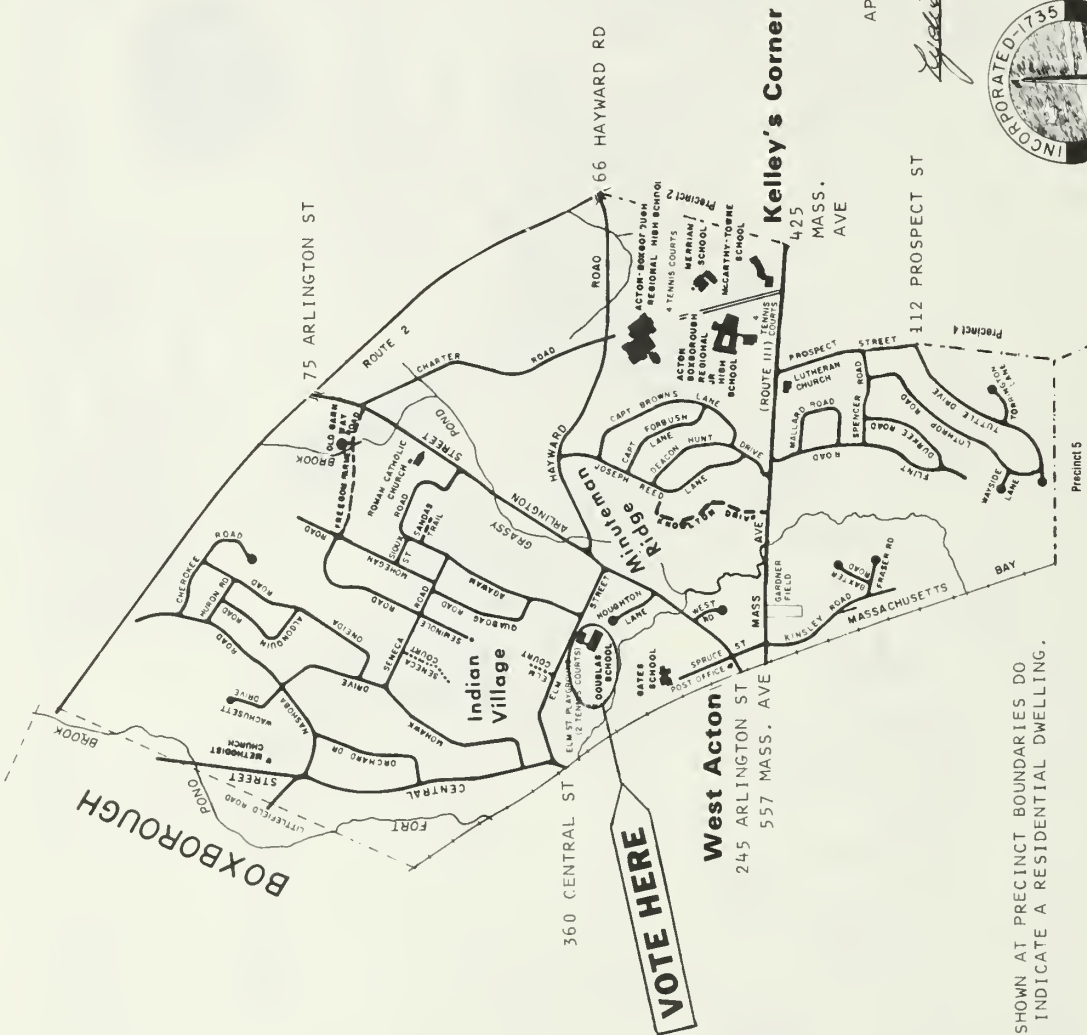 75 ARLINGTON ST
66 HAYWARD RD
Kelley's Corner
425
MASS.
AVE
112 PROSPECT ST
INCORPORATED-1735
AP
BOXBOROUGH
360 CENTRAL ST
VOTE HERE
West Acton
245 ARLINGTON ST
557 MASS. AVE
SHOWN AT PRECINCT BOUNDARIES DO
INDICATE A RESIDENTIAL DWELLING.
Indian
Village
Minuteman
Ridge
Precinct 2
Precinct 4
Precinct 5
ROUTE 2
CHARTER ROAD
HAYWARD ROAD
ARLINGTON STREET
GRASSY POND
BROOK
OLD BARN
ROMAN CATHOLIC
CHURCH
SIOUX ST
SANDAS
TRAIL
MOHEGAN ROAD
AGAWAM ROAD
QUABOAG ROAD
SEMINOLE
SENECA ROAD
SENECA
COURT
ONEIDA ROAD
ALGONQUIN ROAD
HURON RD
CHEROKEE ROAD
NASHOBA ROAD
WACHUSETT
DRIVE
METHODIST
CHURCH
ORCHARD DR
MOHAWK DRIVE
CENTRAL STREET
LITTLEFIELD ROAD
FORT POND BROOK
ELM STREET
ELM
COURT
ELM ST PLAYGROUND
(2 TENNIS COURTS)
DOUGLAS
SCHOOL
HOUGHTON
LANE
GATES
SCHOOL
WEST
RD
SPRUCE ST
POST OFFICE
MASS AVE
(ROUTE 111)
GARDNER
FIELD
KINSLEY ROAD
BAXTER
ROAD
FRASER RD
MASSACHUSETTS BAY
JOSEPH REED LANE
DEACON HUNT DRIVE
CAPT FORBUSH
LANE
CAPT BROWNS LANE
ACTON-BOXBOROUGH
REGIONAL HIGH SCHOOL
4 TENNIS COURTS
MERRIAM
SCHOOL
McCARTHY-TOWNE
SCHOOL
ACTON
BOXBOROUGH
REGIONAL
JR
HIGH
SCHOOL
4
TENNIS
COURTS
LUTHERAN
CHURCH
PROSPECT STREET
MALLARD ROAD
SPENCER ROAD
FLINT ROAD
DURKEE ROAD
LOTHROP ROAD
TUTTLE DRIVE
TORRINGTON
LANE
WAYSIDE
LANE